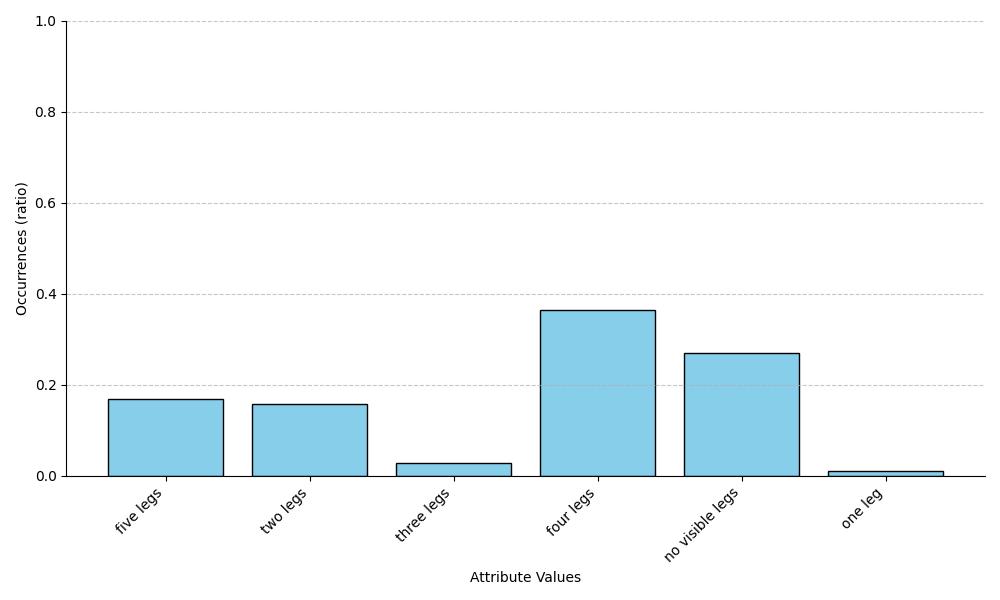 1.0
0.8
0.6
0.4
0.2
0.0
Occurrences (ratio)
five legs
two legs
three legs
four legs
no visible legs
one leg
Attribute Values